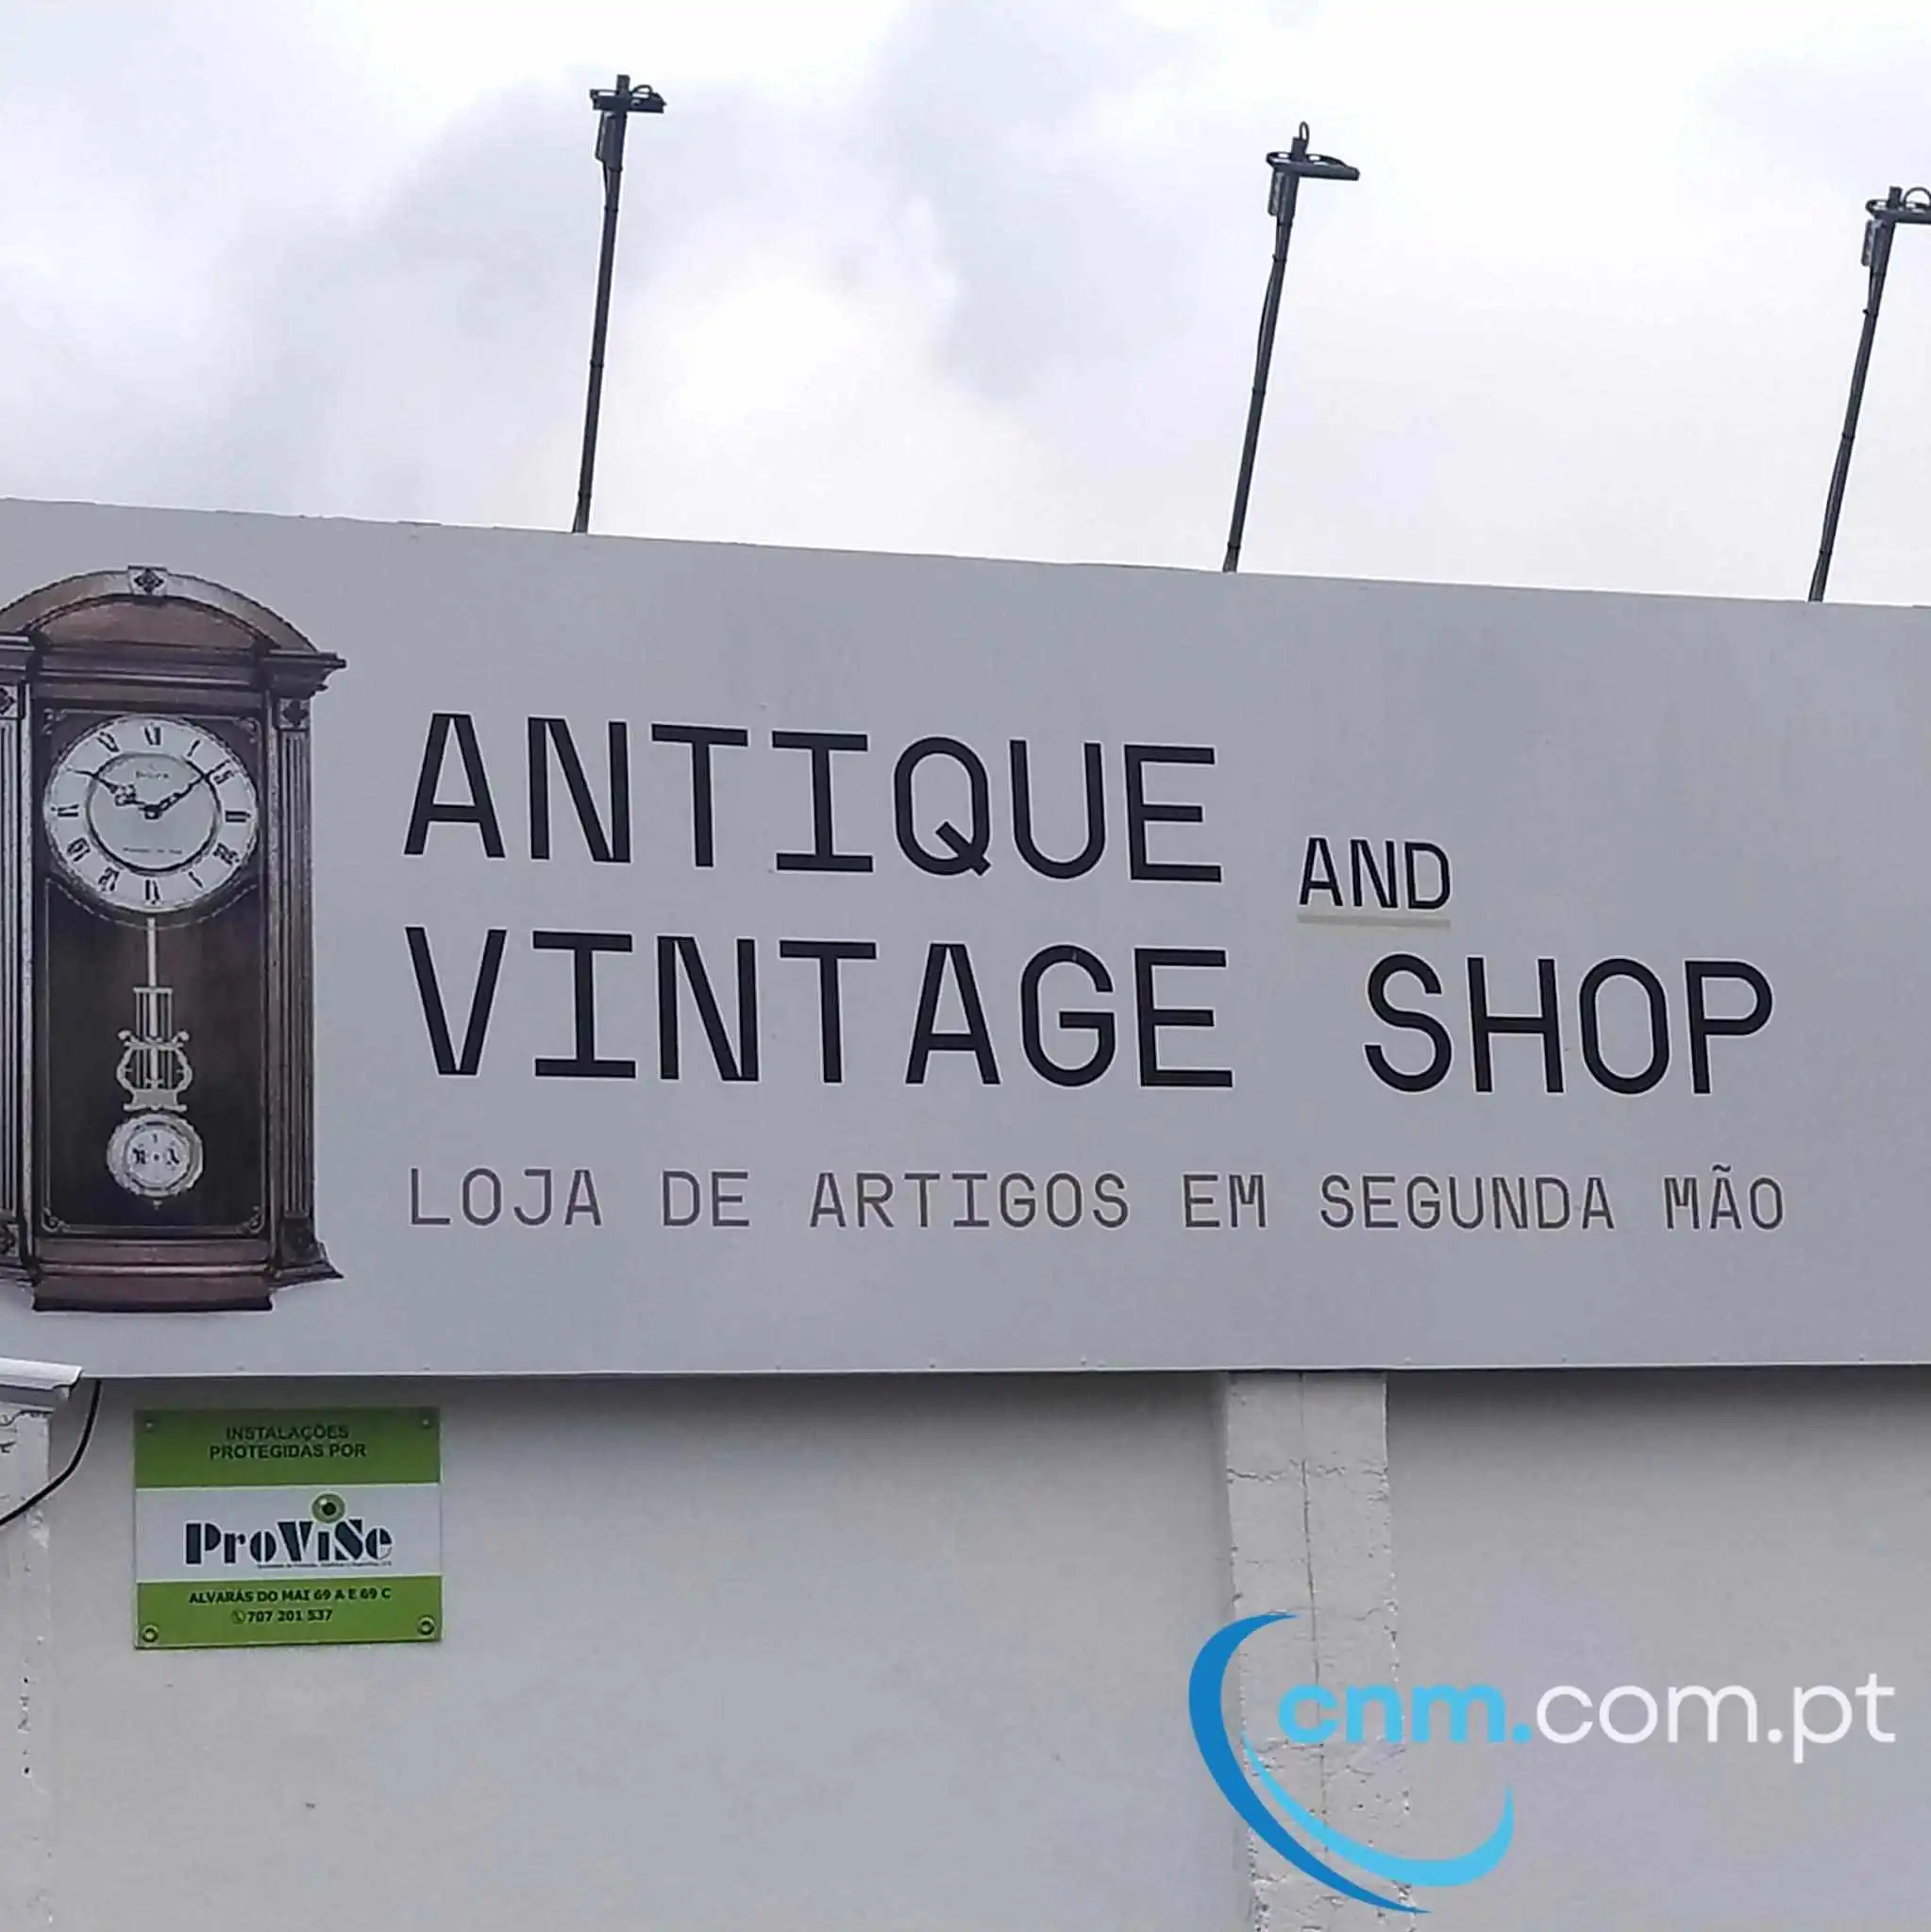 ANTIQUE AND
VINTAGE SHOP
LOJA DE ARTIGOS EM SEGUNDA MÃO
INSTALAÇÕES
PROTEGIDAS POR
ProViSe
ALVARÁS DO MAI 69 A E 69 C
707 201 537
cnm.com.pt